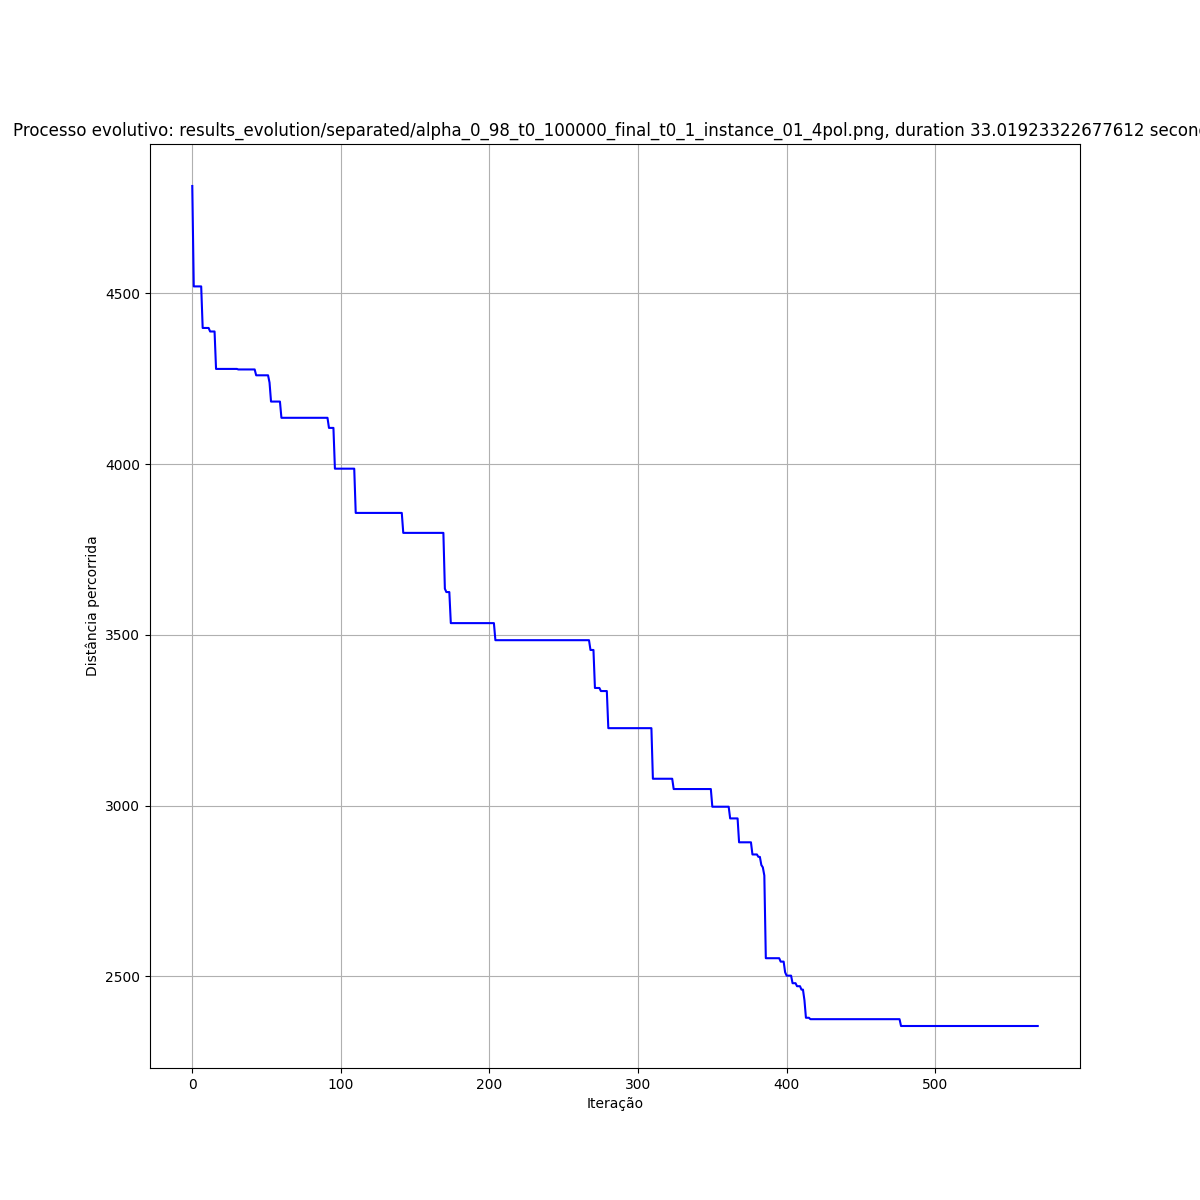 Processo evolutivo: results_evolution/separated/alpha_0_98_t0_100000_final_t0_1_instance_01_4pol.png, duration 33.01923322677612
4500
4000
3500
3000
2500
Distância percorrida
0 100 200 300 400 500
Iteração